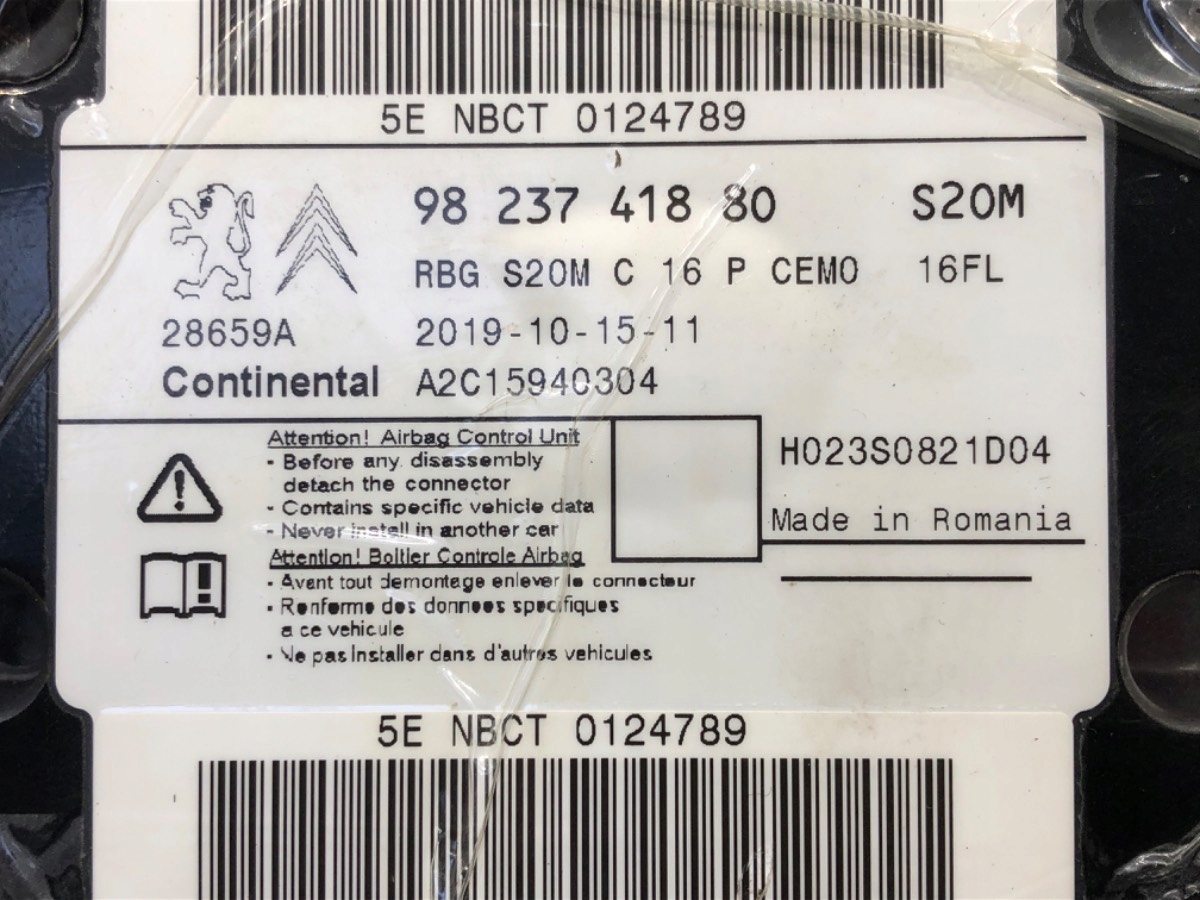 5E NBCT 0124789
98 237 418 80 S20M
RBG S20M C 16 P CEMO 16FL
28659A 2019-10-15-11
Continental A2C15940304
Attention! Airbag Control Unit
- Before any disassembly
detach the connector
- Contains specific vehicle data
- Never install in another car
H023S0821D04
Made in Romania
Attention! Boitier Controle Airbag
- Avant tout demontage enlever le connecteur
- Renferme des donnees specifiques
a ce vehicule
- Ne pas Installer dans d'autres vehicules
5E NBCT 0124789